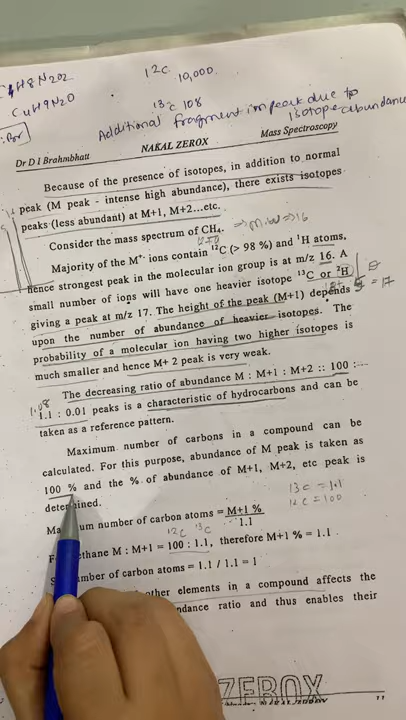 C4H8N2O2
C4H9N2O
12C 10,000
13C 108
Additional fragment ion peak due to
isotope abundance
Dr D I Brahmbhatt NAKAL ZEROX Mass Spectroscopy
Because of the presence of isotopes, in addition to normal
peak (M peak - intense high abundance), there exists isotopes
peaks (less abundant) at M+1, M+2...etc.
Consider the mass spectrum of CH4. ⇒ m.w ⇒ 16
Majority of the M+· ions contain 12C (> 98 %) and 1H atoms,
hence strongest peak in the molecular ion group is at m/z 16. A
small number of ions will have one heavier isotope 13C or 2H
giving a peak at m/z 17. The height of the peak (M+1) depends = 17
upon the number of abundance of heavier isotopes. The
probability of a molecular ion having two higher isotopes is
much smaller and hence M+ 2 peak is very weak.
The decreasing ratio of abundance M : M+1 : M+2 :: 100 :
1.08
1.1 : 0.01 peaks is a characteristic of hydrocarbons and can be
taken as a reference pattern.
Maximum number of carbons in a compound can be
calculated. For this purpose, abundance of M peak is taken as
100 % and the % of abundance of M+1, M+2, etc peak is
determined.
13C = 1.1
12C = 100
number of carbon atoms = M+1 % / 1.1
12C 13C
methane M : M+1 = 100 : 1.1, therefore M+1 % = 1.1
number of carbon atoms = 1.1 / 1.1 = 1
other elements in a compound affects the
ratio and thus enables their
11
ZEROX
NAKAL ZEROX